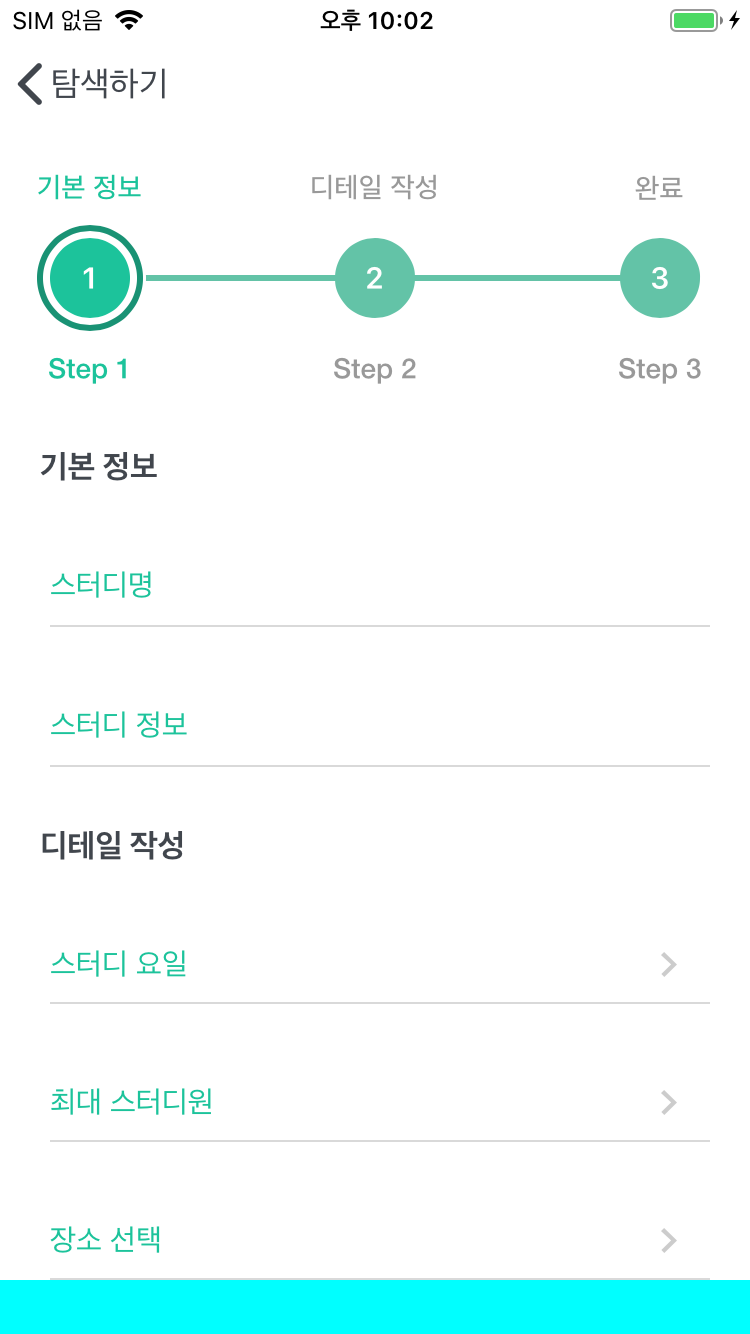 SIM 없음 오후 10:02
탐색하기
기본 정보 디테일 작성 완료
1 2 3
Step 1 Step 2 Step 3
기본 정보
스터디명
스터디 정보
디테일 작성
스터디 요일
최대 스터디원
장소 선택